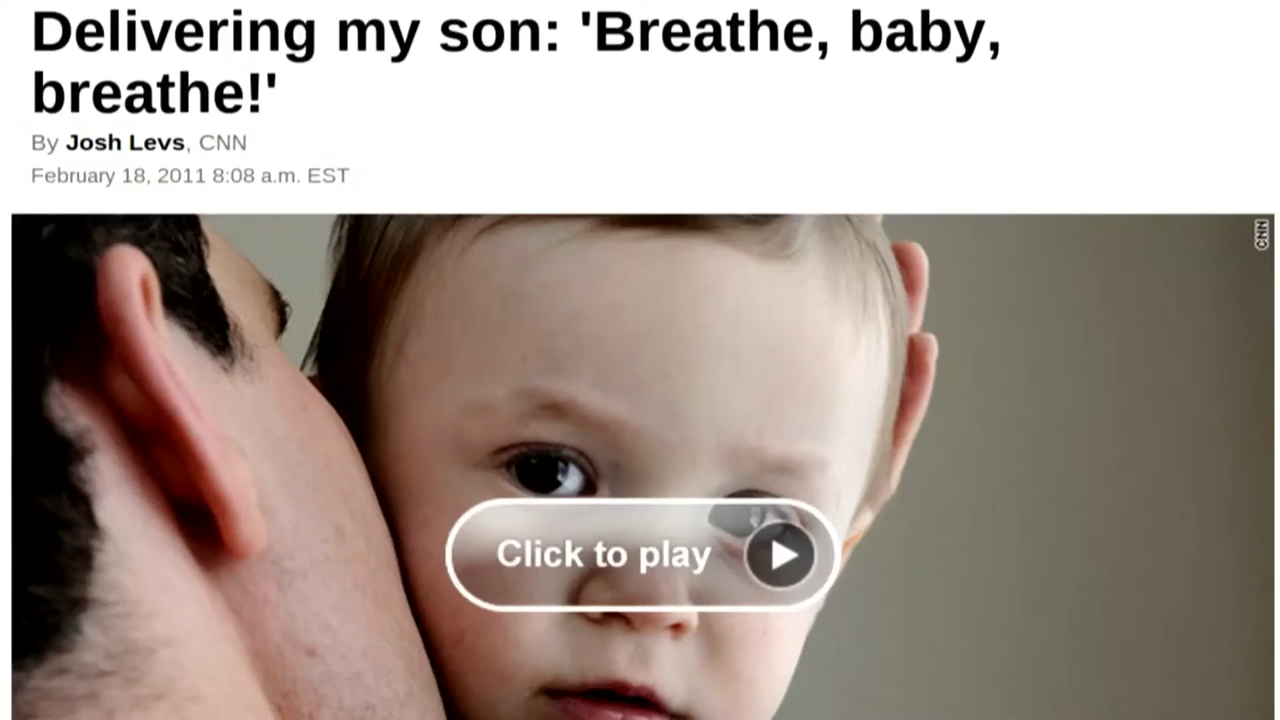 Delivering my son: 'Breathe, baby,
breathe!'
By Josh Levs, CNN
February 18, 2011 8:08 a.m. EST
CNN
Click to play